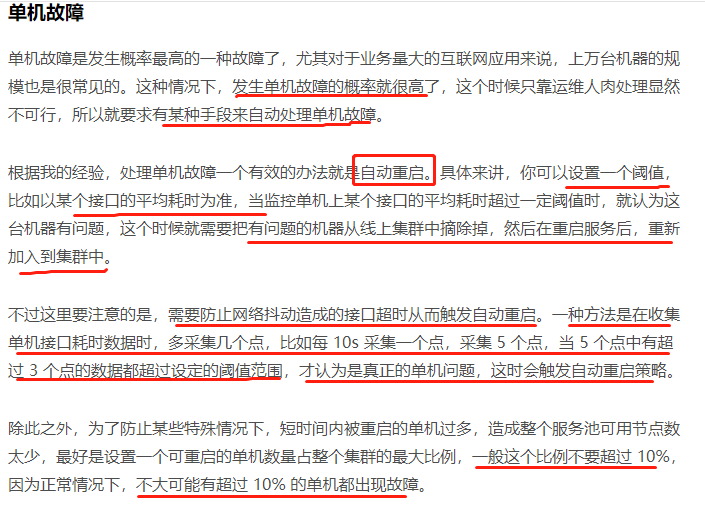 单机故障
单机故障是发生概率最高的一种故障了，尤其对于业务量大的互联网应用来说，上万台机器的规
模也是很常见的。这种情况下，发生单机故障的概率就很高了，这个时候只靠运维人肉处理显然
不可行，所以就要求有某种手段来自动处理单机故障。
根据我的经验，处理单机故障一个有效的办法就是自动重启。具体来讲，你可以设置一个阈值，
比如以某个接口的平均耗时为准，当监控单机上某个接口的平均耗时超过一定阈值时，就认为这
台机器有问题，这个时候就需要把有问题的机器从线上集群中摘除掉，然后在重启服务后，重新
加入到集群中。
不过这里要注意的是，需要防止网络抖动造成的接口超时从而触发自动重启。一种方法是在收集
单机接口耗时数据时，多采集几个点，比如每 10s 采集一个点，采集 5 个点，当 5 个点中有超
过 3 个点的数据都超过设定的阈值范围，才认为是真正的单机问题，这时会触发自动重启策略。
除此之外，为了防止某些特殊情况下，短时间内被重启的单机过多，造成整个服务池可用节点数
太少，最好是设置一个可重启的单机数量占整个集群的最大比例，一般这个比例不要超过 10%，
因为正常情况下，不大可能有超过 10% 的单机都出现故障。